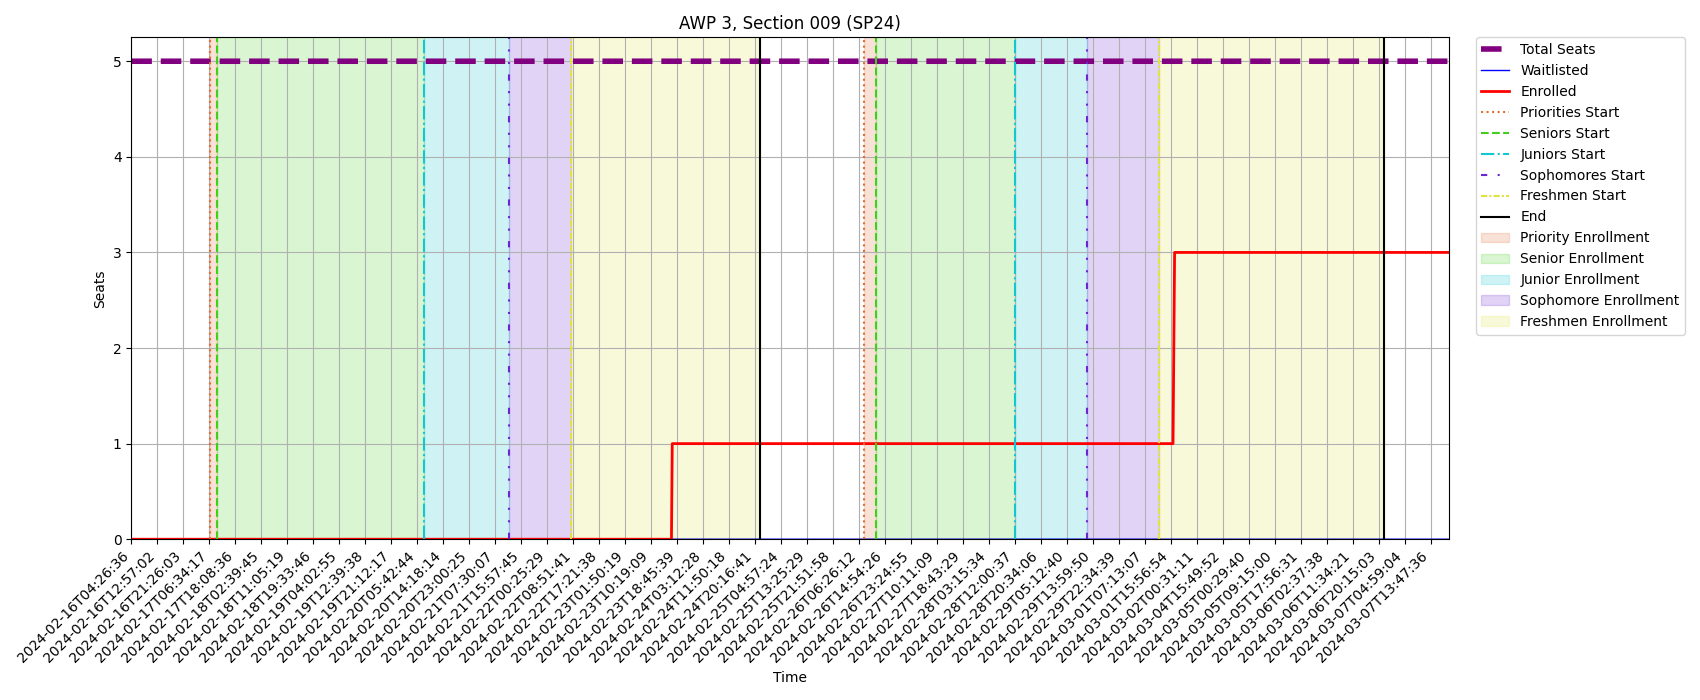 AWP 3, Section 009 (SP24)
Total Seats
Waitlisted
Enrolled
Priorities Start
Seniors Start
Juniors Start
Sophomores Start
Freshmen Start
End
Priority Enrollment
Senior Enrollment
Junior Enrollment
Sophomore Enrollment
Freshmen Enrollment
Seats
5
4
3
2
1
0
2024-02-16T04:26:36
2024-02-16T12:57:02
2024-02-16T21:26:03
2024-02-17T06:34:17
2024-02-17T18:08:36
2024-02-18T02:39:45
2024-02-18T11:05:19
2024-02-18T19:33:46
2024-02-19T04:02:55
2024-02-19T12:39:38
2024-02-19T21:12:17
2024-02-20T05:42:44
2024-02-20T14:18:14
2024-02-20T23:00:25
2024-02-21T07:30:07
2024-02-21T15:57:45
2024-02-22T00:25:29
2024-02-22T08:51:41
2024-02-22T17:21:38
2024-02-23T01:50:19
2024-02-23T10:19:09
2024-02-23T18:45:39
2024-02-24T03:12:28
2024-02-24T11:50:18
2024-02-24T20:16:41
2024-02-25T04:57:24
2024-02-25T13:25:29
2024-02-25T21:51:58
2024-02-26T06:26:12
2024-02-26T14:54:26
2024-02-26T23:24:55
2024-02-27T10:11:09
2024-02-27T18:43:29
2024-02-28T03:15:34
2024-02-28T12:00:37
2024-02-28T20:34:06
2024-02-29T05:12:40
2024-02-29T13:59:50
2024-02-29T22:34:39
2024-03-01T07:13:07
2024-03-01T15:56:54
2024-03-02T00:31:11
2024-03-04T15:49:52
2024-03-05T00:29:40
2024-03-05T09:15:00
2024-03-05T17:56:31
2024-03-06T02:37:38
2024-03-06T11:34:21
2024-03-06T20:15:03
2024-03-07T04:59:04
2024-03-07T13:47:36
Time